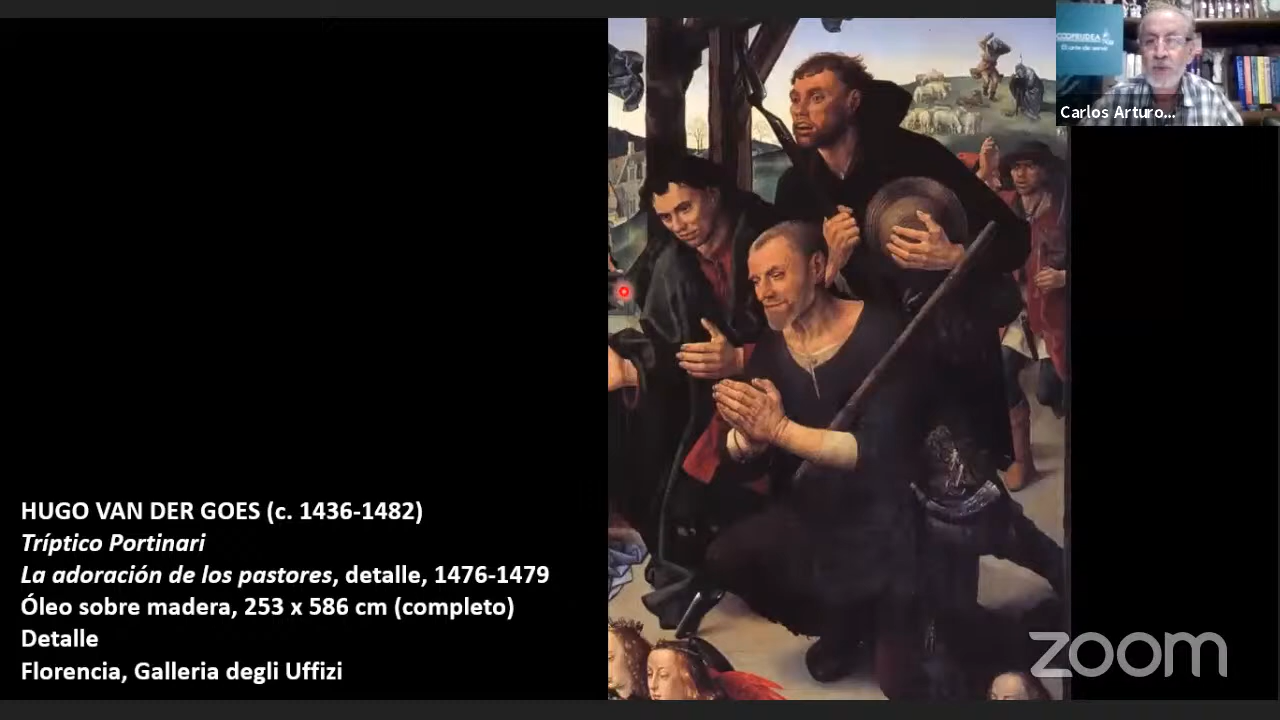 HUGO VAN DER GOES (c. 1436-1482)
Tríptico Portinari
La adoración de los pastores, detalle, 1476-1479
Óleo sobre madera, 253 x 586 cm (completo)
Detalle
Florencia, Galleria degli Uffizi
Carlos Arturo...
zoom